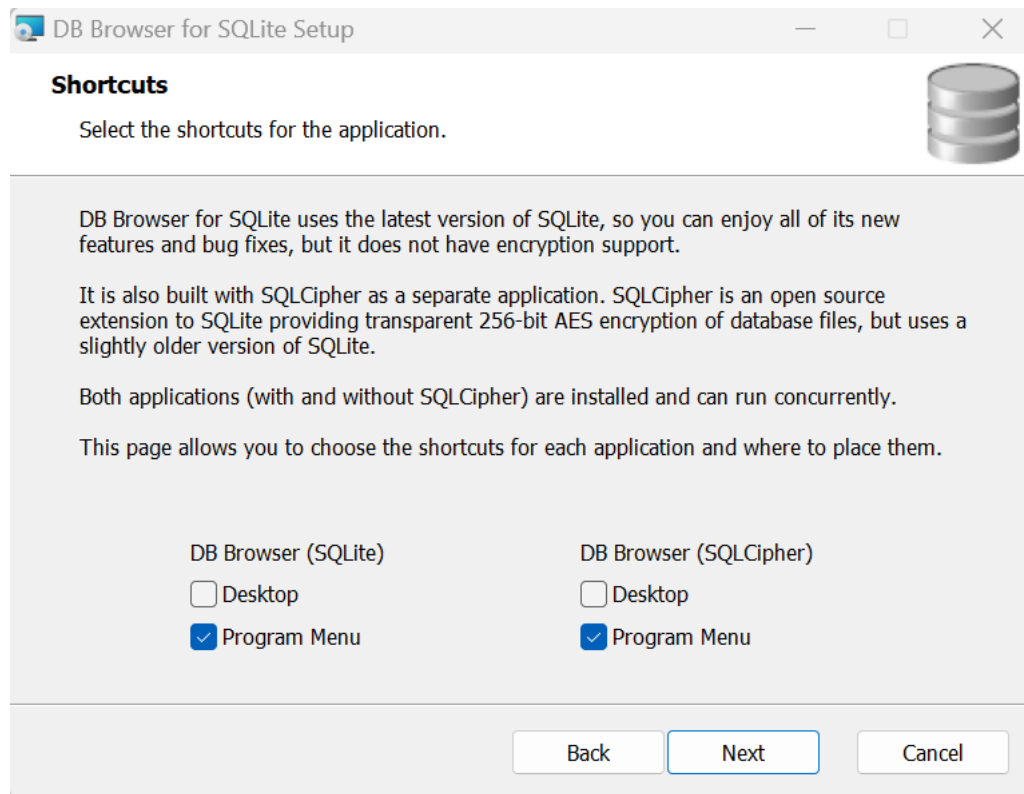 DB Browser for SQLite Setup
Shortcuts
Select the shortcuts for the application.
DB Browser for SQLite uses the latest version of SQLite, so you can enjoy all of its new
features and bug fixes, but it does not have encryption support.
It is also built with SQLCipher as a separate application. SQLCipher is an open source
extension to SQLite providing transparent 256-bit AES encryption of database files, but uses a
slightly older version of SQLite.
Both applications (with and without SQLCipher) are installed and can run concurrently.
This page allows you to choose the shortcuts for each application and where to place them.
DB Browser (SQLite) DB Browser (SQLCipher)
Desktop Desktop
Program Menu Program Menu
Back Next Cancel